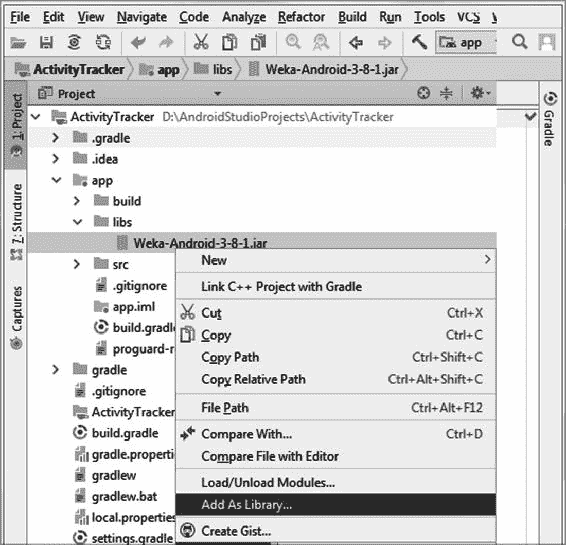 File Edit View Navigate Code Analyze Refactor Build Run Tools VCS
app
ActivityTracker app libs Weka-Android-3-8-1.jar
1: Project
Z: Structure
Captures
Project
Gradle
ActivityTracker D:\AndroidStudioProjects\ActivityTracker
.gradle
.idea
app
build
libs
Weka-Android-3-8-1.jar
src
.gitignore
app.iml
build.gradle
proguard-r
gradle
.gitignore
ActivityTracker
build.gradle
gradle.properties
gradlew
gradlew.bat
local.properties
settings.gradle
New
Link C++ Project with Gradle
Cut Ctrl+X
Copy Ctrl+C
Copy Path Ctrl+Shift+C
Copy Relative Path Ctrl+Alt+Shift+C
File Path Ctrl+Alt+F12
Compare With... Ctrl+D
Compare File with Editor
Load/Unload Modules...
Add As Library...
Create Gist...